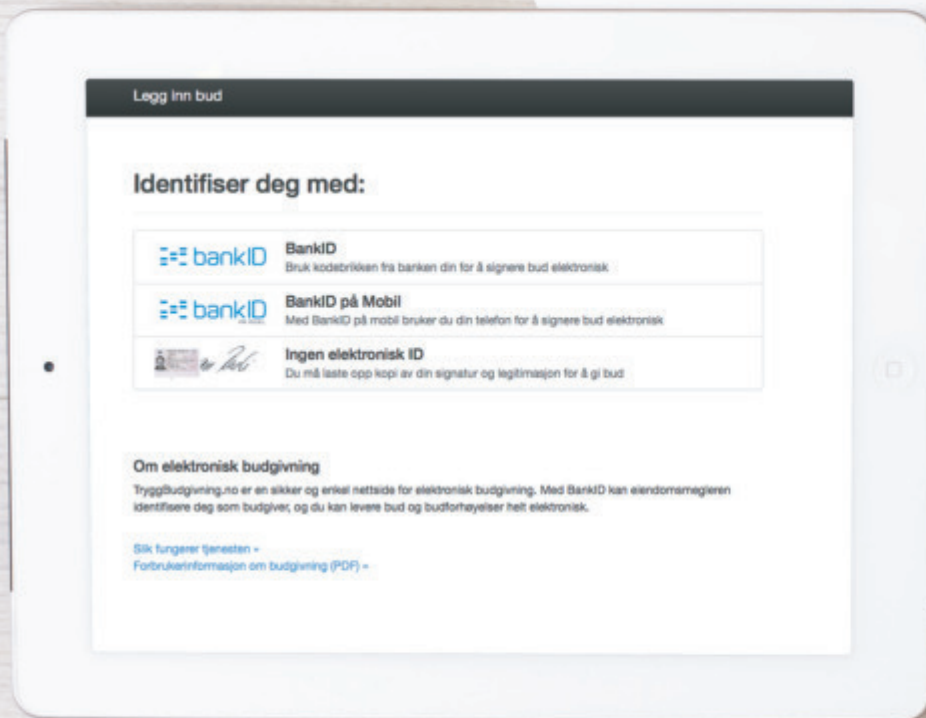 Legg inn bud
Identifiser deg med:
bankID
BankID
Bruk kodebrikken fra banken din for å signere bud elektronisk
bankID
BankID på Mobil
Med BankID på mobil bruker du din telefon for å signere bud elektronisk
Ingen elektronisk ID
Du må laste opp kopi av din signatur og legitimasjon for å gi bud
Om elektronisk budgivning
TryggBudgivning.no er en sikker og enkel nettside for elektronisk budgivning. Med BankID kan eiendomsmegleren
identifisere deg som budgiver, og du kan levere bud og budforhøyelser helt elektronisk.
Slik fungerer tjenesten »
Forbrukerinformasjon om budgivning (PDF) »